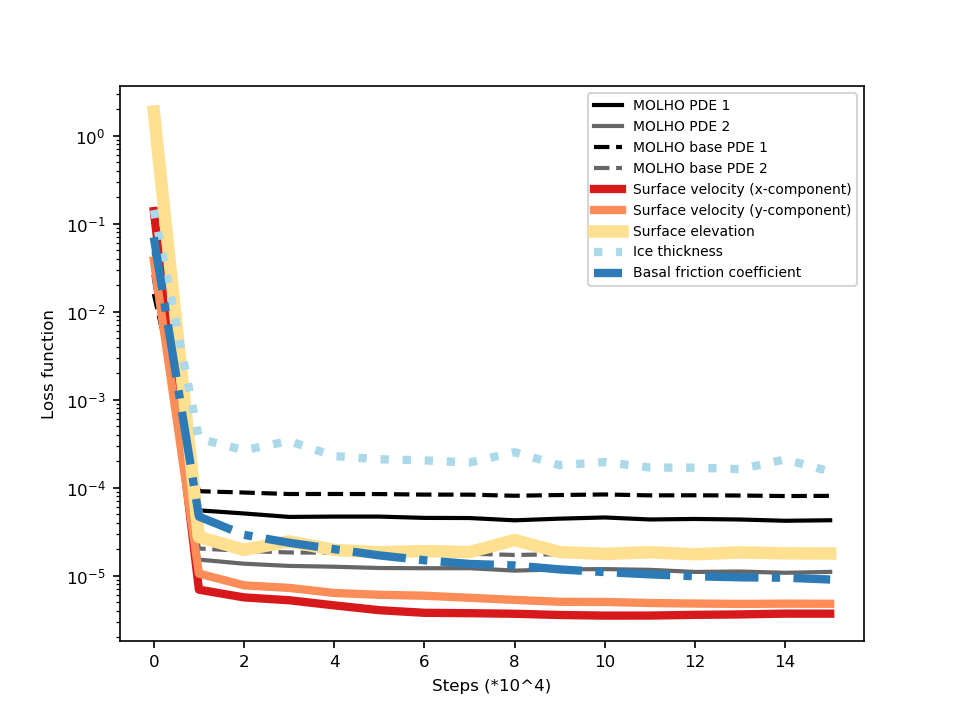 MOLHO PDE 1
MOLHO PDE 2
MOLHO base PDE 1
MOLHO base PDE 2
Surface velocity (x-component)
Surface velocity (y-component)
Surface elevation
Ice thickness
Basal friction coefficient
Loss function
10⁰
10⁻¹
10⁻²
10⁻³
10⁻⁴
10⁻⁵
0 2 4 6 8 10 12 14
Steps (*10^4)